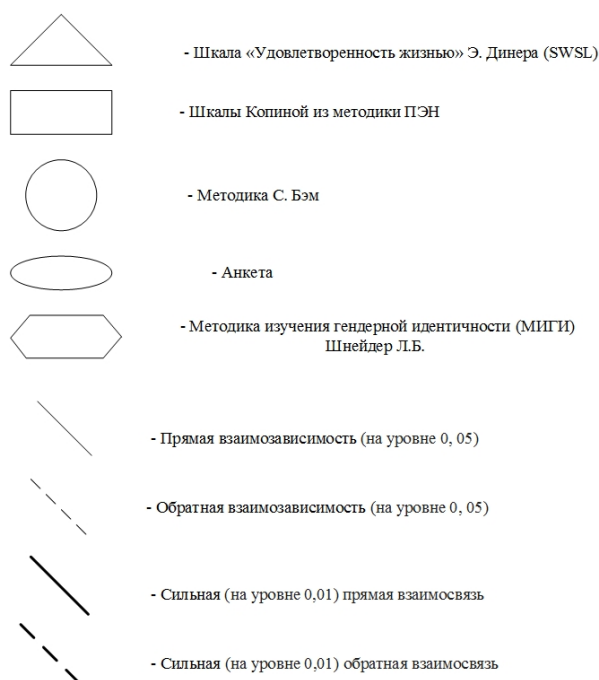 - Шкала «Удовлетворенность жизнью» Э. Динера (SWSL)
- Шкалы Копиной из методики ПЭН
- Методика С. Бэм
- Анкета
- Методика изучения гендерной идентичности (МИГИ)
Шнейдер Л.Б.
- Прямая взаимозависимость (на уровне 0, 05)
- Обратная взаимозависимость (на уровне 0, 05)
- Сильная (на уровне 0,01) прямая взаимосвязь
- Сильная (на уровне 0,01) обратная взаимосвязь